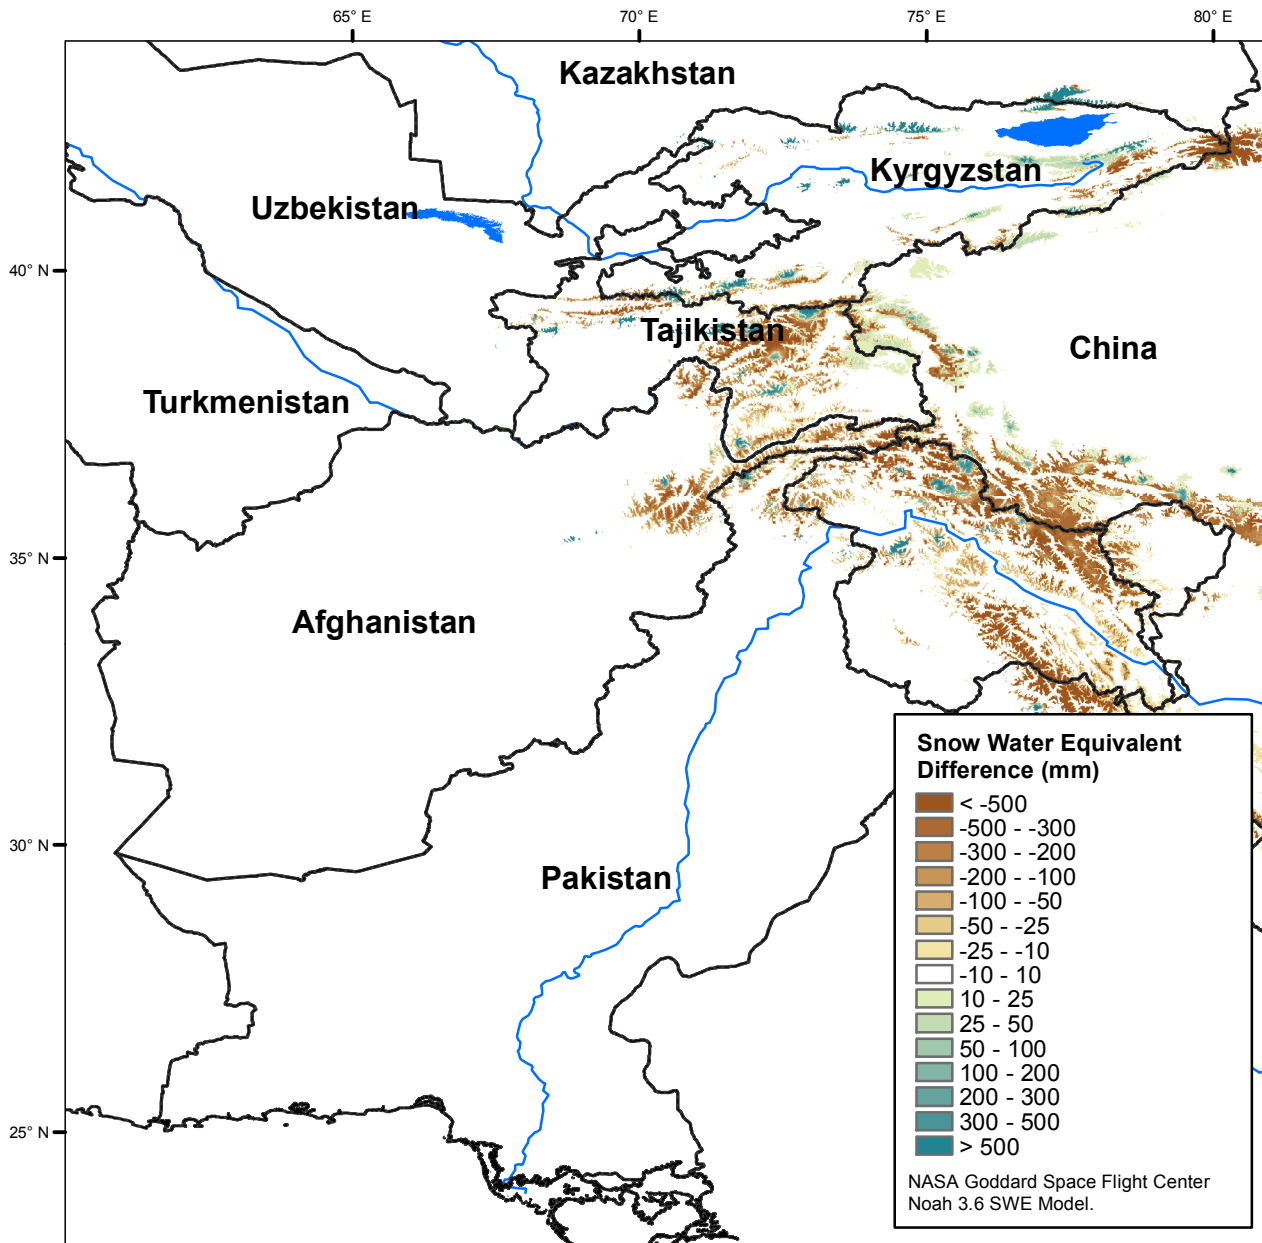 65° E
70° E
75° E
80° E
Kazakhstan
Kyrgyzstan
Uzbekistan
40° N
Tajikistan
China
Turkmenistan
35° N
Afghanistan
30° N
Pakistan
25° N
Snow Water Equivalent
Difference (mm)
< -500
-500 - -300
-300 - -200
-200 - -100
-100 - -50
-50 - -25
-25 - -10
-10 - 10
10 - 25
25 - 50
50 - 100
100 - 200
200 - 300
300 - 500
> 500
NASA Goddard Space Flight Center
Noah 3.6 SWE Model.